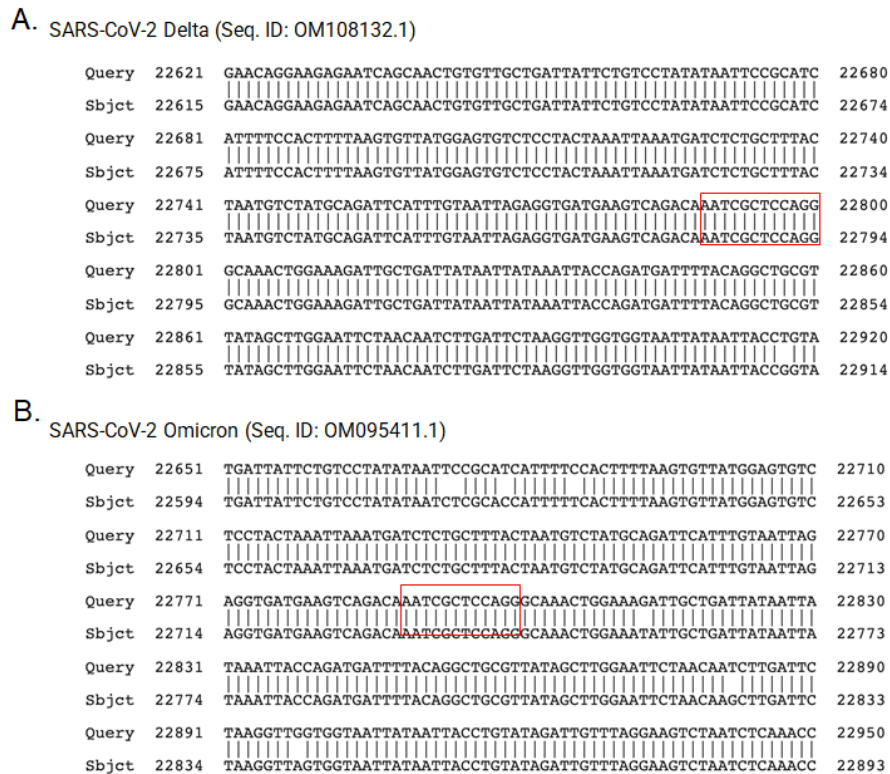 A. SARS-CoV-2 Delta (Seq. ID: OM108132.1)
Query 22621 GAACAGGAAGAGAATCAGCAACTGTGTTGCTGATTATTCTGTCCTATATAATTCCGCATC 22680
Sbjct 22615 GAACAGGAAGAGAATCAGCAACTGTGTTGCTGATTATTCTGTCCTATATAATTCCGCATC 22674
Query 22681 ATTTTCCACTTTTAAGTGTTATGGAGTGTCTCCTACTAAATTAAATGATCTCTGCTTTAC 22740
Sbjct 22675 ATTTTCCACTTTTAAGTGTTATGGAGTGTCTCCTACTAAATTAAATGATCTCTGCTTTAC 22734
Query 22741 TAATGTCTATGCAGATTCATTTGTAATTAGAGGTGATGAAGTCAGACAAATCGCTCCAGG 22800
Sbjct 22735 TAATGTCTATGCAGATTCATTTGTAATTAGAGGTGATGAAGTCAGACAAATCGCTCCAGG 22794
Query 22801 GCAAACTGGAAAGATTGCTGATTATAATTATAAATTACCAGATGATTTTACAGGCTGCGT 22860
Sbjct 22795 GCAAACTGGAAAGATTGCTGATTATAATTATAAATTACCAGATGATTTTACAGGCTGCGT 22854
Query 22861 TATAGCTTGGAATTCTAACAATCTTGATTCTAAGGTTGGTGGTAATTATAATTACCTGTA 22920
Sbjct 22855 TATAGCTTGGAATTCTAACAATCTTGATTCTAAGGTTGGTGGTAATTATAATTACCGGTA 22914
B. SARS-CoV-2 Omicron (Seq. ID: OM095411.1)
Query 22651 TGATTATTCTGTCCTATATAATTCCGCATCATTTTCCACTTTTAAGTGTTATGGAGTGTC 22710
Sbjct 22594 TGATTATTCTGTCCTATATAATCTCGCACCATTTTTCACTTTTAAGTGTTATGGAGTGTC 22653
Query 22711 TCCTACTAAATTAAATGATCTCTGCTTTACTAATGTCTATGCAGATTCATTTGTAATTAG 22770
Sbjct 22654 TCCTACTAAATTAAATGATCTCTGCTTTACTAATGTCTATGCAGATTCATTTGTAATTAG 22713
Query 22771 AGGTGATGAAGTCAGACAAATCGCTCCAGGGCAAACTGGAAAGATTGCTGATTATAATTA 22830
Sbjct 22714 AGGTGATGAAGTCAGACAAATCGCTCCAGGGCAAACTGGAAATATTGCTGATTATAATTA 22773
Query 22831 TAAATTACCAGATGATTTTACAGGCTGCGTTATAGCTTGGAATTCTAACAATCTTGATTC 22890
Sbjct 22774 TAAATTACCAGATGATTTTACAGGCTGCGTTATAGCTTGGAATTCTAACAAGCTTGATTC 22833
Query 22891 TAAGGTTGGTGGTAATTATAATTACCTGTATAGATTGTTTAGGAAGTCTAATCTCAAACC 22950
Sbjct 22834 TAAGGTTAGTGGTAATTATAATTACCTGTATAGATTGTTTAGGAAGTCTAATCTCAAACC 22893